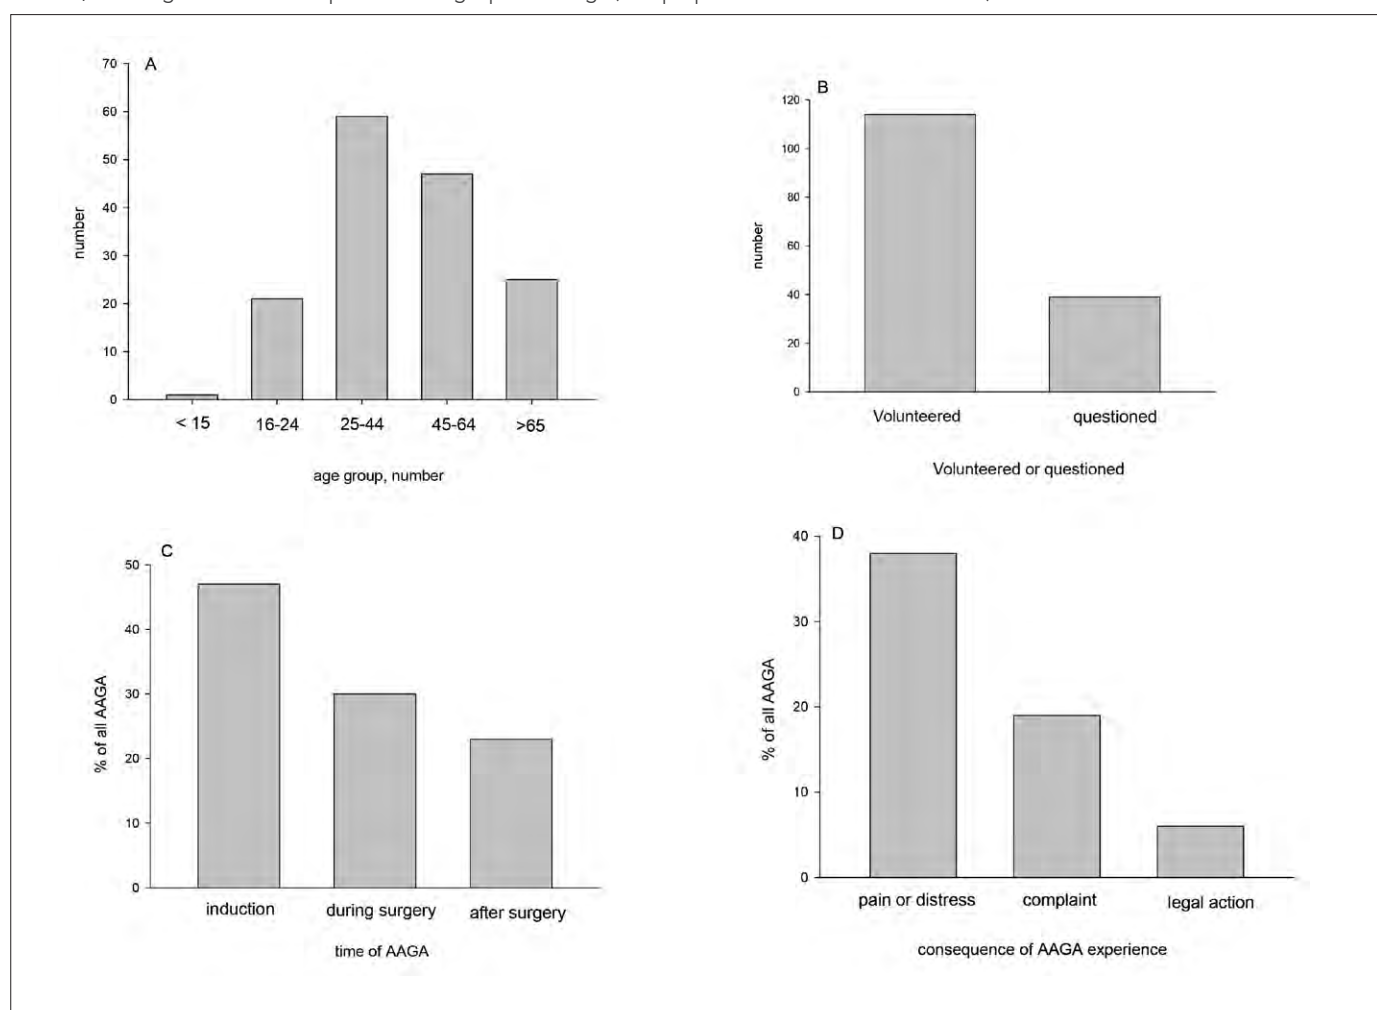 A
70
60
50
40
30
20
10
0
number
< 15 16-24 25-44 45-64 >65
age group, number
B
120
100
80
60
40
20
0
number
Volunteered questioned
Volunteered or questioned
C
50
40
30
20
10
0
% of all AAGA
induction during surgery after surgery
time of AAGA
D
40
30
20
10
0
% of all AAGA
pain or distress complaint legal action
consequence of AAGA experience